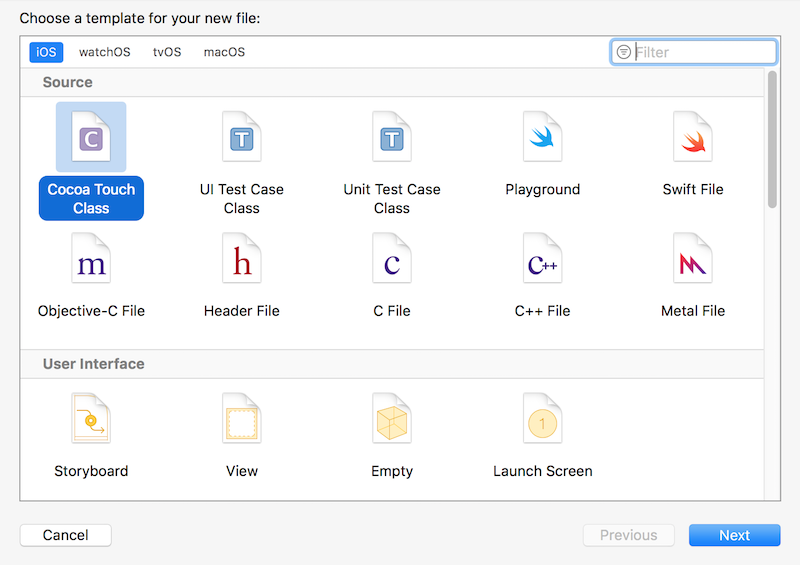 Choose a template for your new file:
iOS watchOS tvOS macOS Filter
Source
C T T
Cocoa Touch Class
UI Test Case Class
Unit Test Case Class
Playground
Swift File
m h c C++
Objective-C File
Header File
C File
C++ File
Metal File
User Interface
1
Storyboard
View
Empty
Launch Screen
Cancel Previous Next